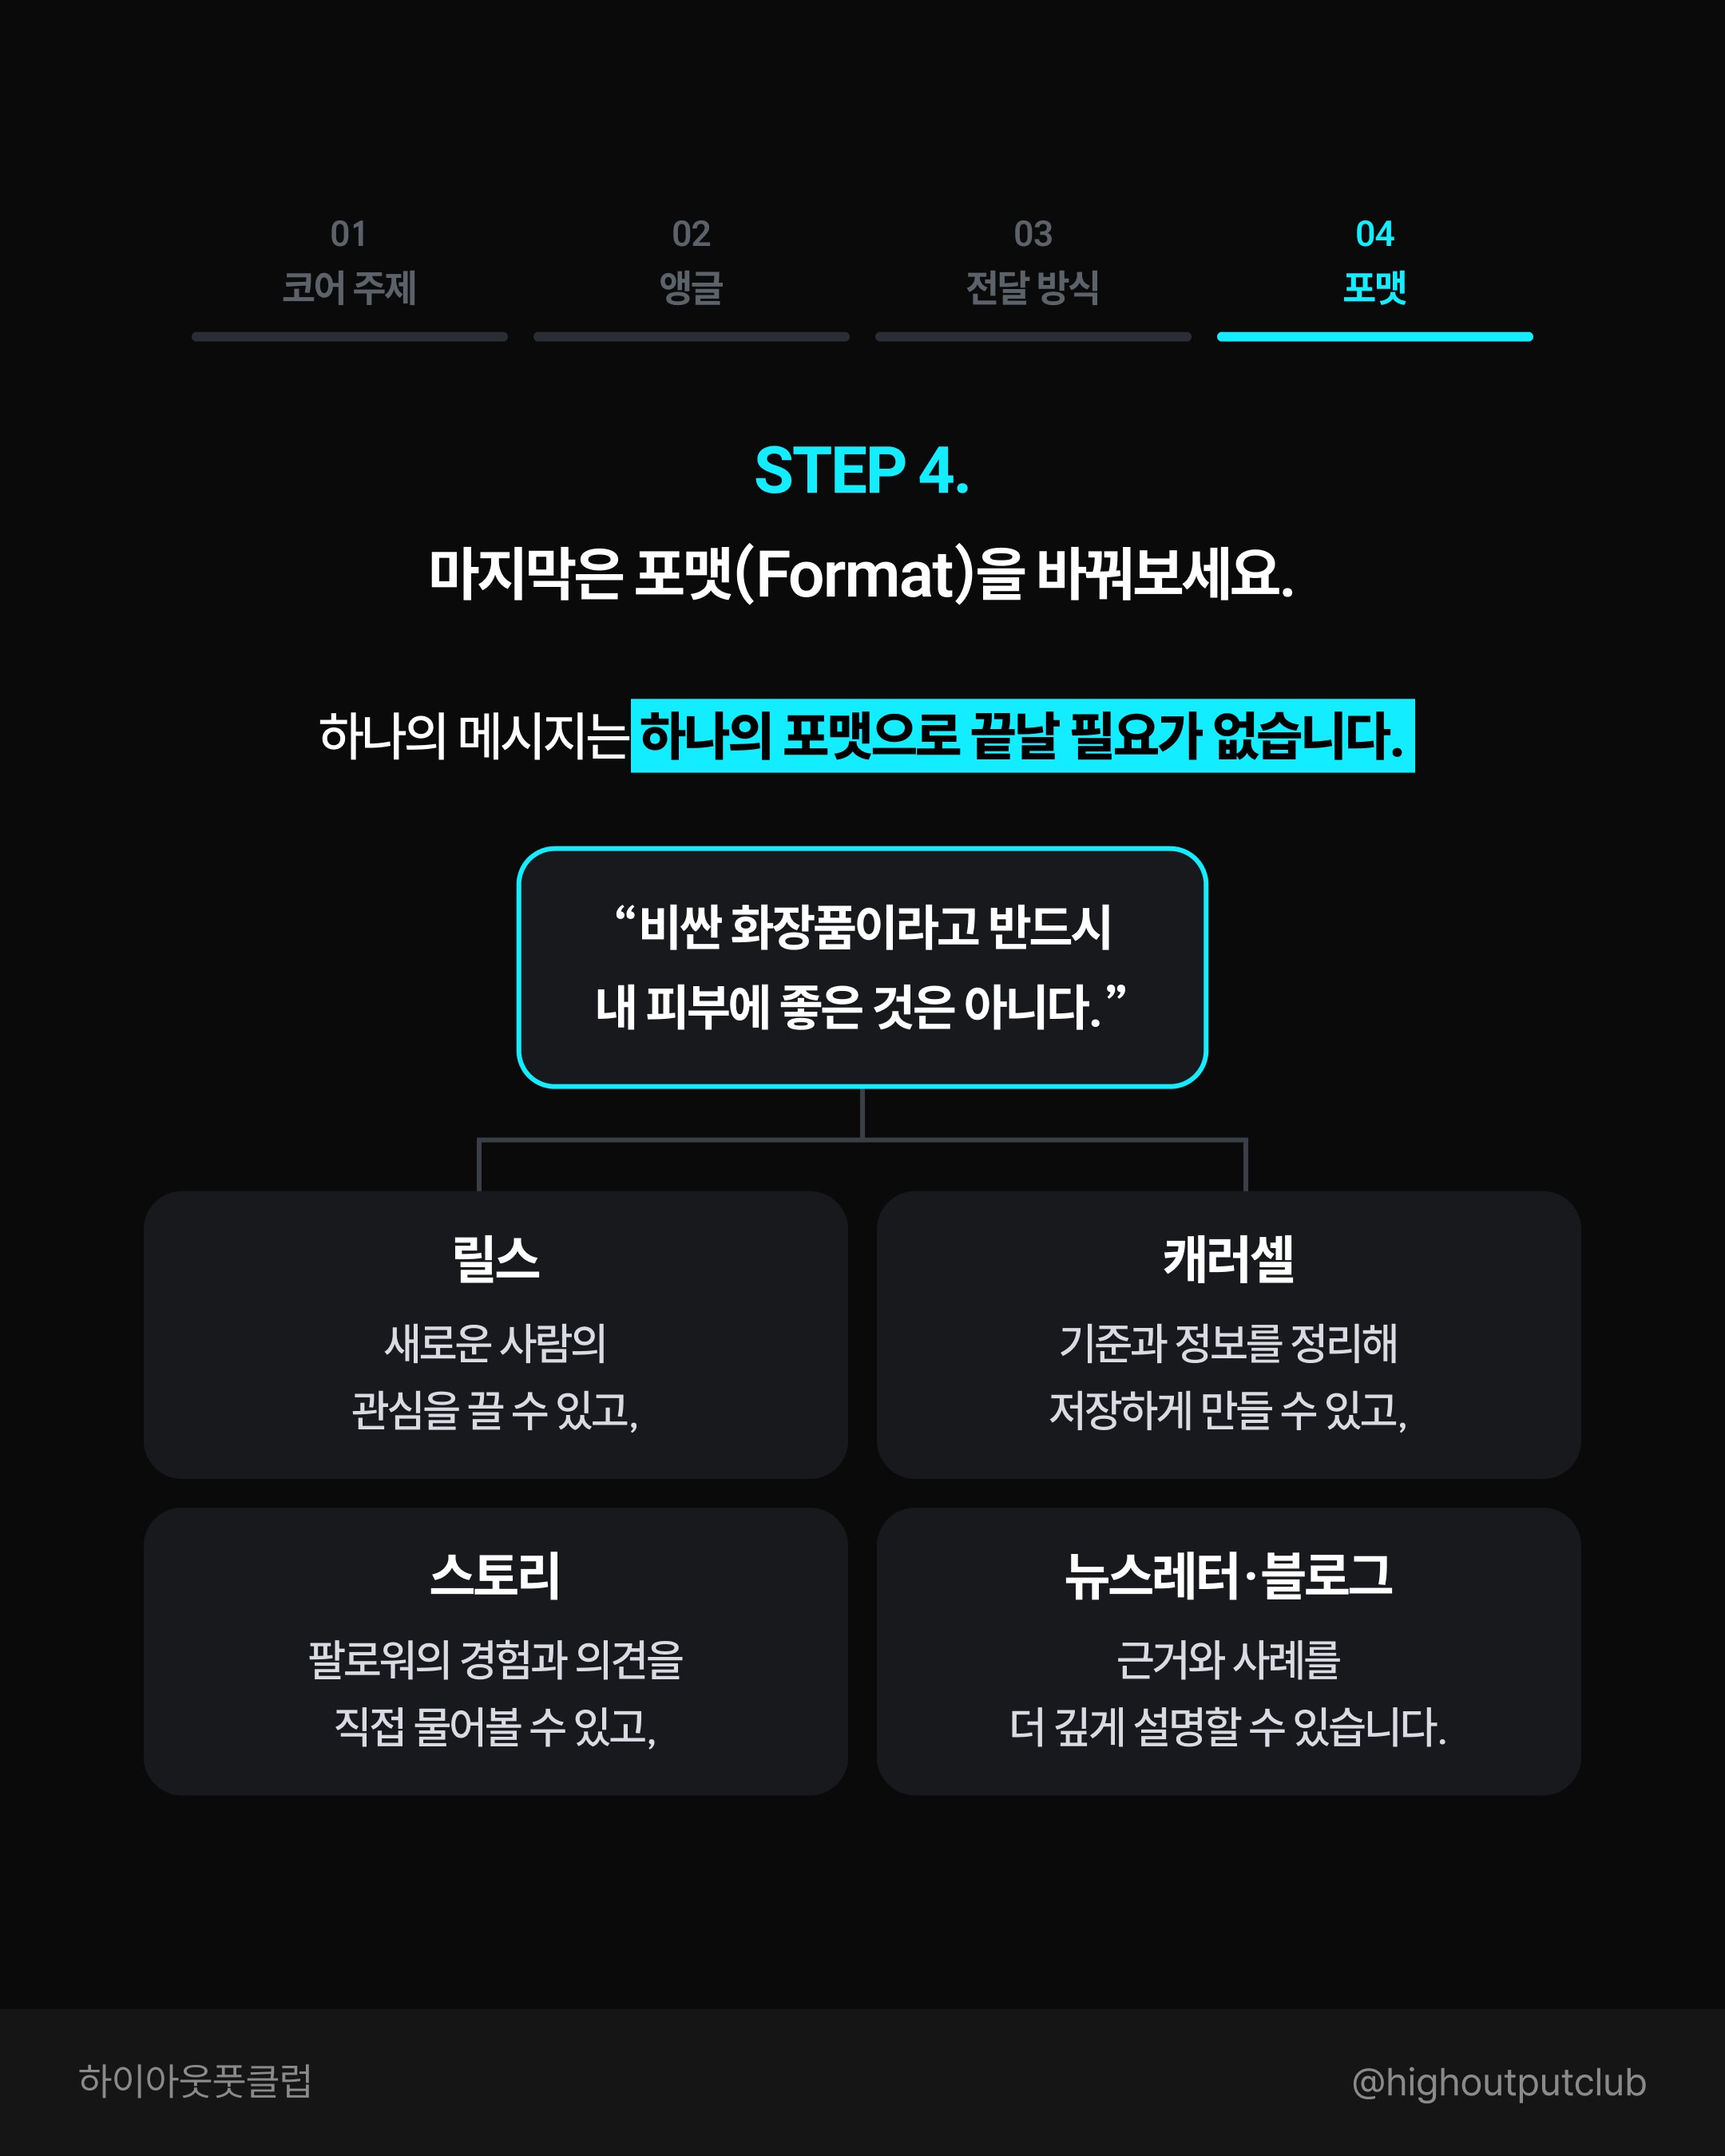 01
코어 주제
02
앵글
03
전달 방식
04
포맷
STEP 4.
마지막은 포맷(Format)을 바꿔보세요.
하나의 메시지는 하나의 포맷으로 끝날 필요가 없습니다.
“비싼 화장품이라고 반드시
내 피부에 좋은 것은 아니다.”
릴스
새로운 사람의
관심을 끌 수 있고,
캐러셀
기준과 정보를 정리해
저장하게 만들 수 있고,
스토리
팔로워의 경험과 의견을
직접 물어볼 수 있고,
뉴스레터·블로그
근거와 사례를
더 깊게 설명할 수 있습니다.
하이아웃풋클럽
@highoutputclub